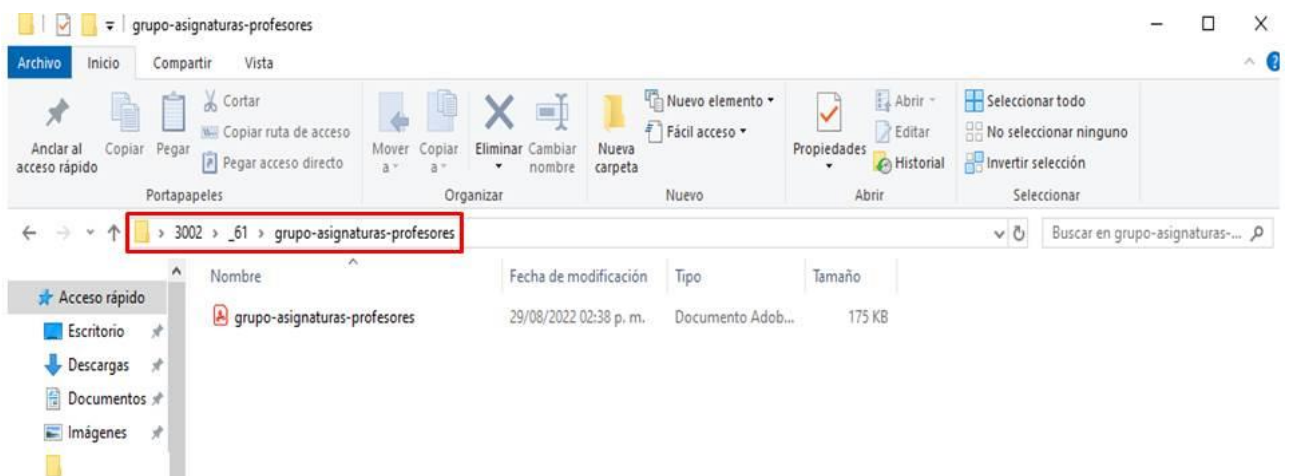 grupo-asignaturas-profesores
Archivo Inicio Compartir Vista
Anclar al acceso rápido
Copiar
Pegar
Cortar
Copiar ruta de acceso
Pegar acceso directo
Portapapeles
Mover a
Copiar a
Eliminar
Cambiar nombre
Organizar
Nueva carpeta
Nuevo elemento
Fácil acceso
Nuevo
Propiedades
Abrir
Editar
Historial
Abrir
Seleccionar todo
No seleccionar ninguno
Invertir selección
Seleccionar
> 3002 > _61 > grupo-asignaturas-profesores
Buscar en grupo-asignaturas-...
Nombre Fecha de modificación Tipo Tamaño
grupo-asignaturas-profesores 29/08/2022 02:38 p. m. Documento Adob... 175 KB
Acceso rápido
Escritorio
Descargas
Documentos
Imágenes